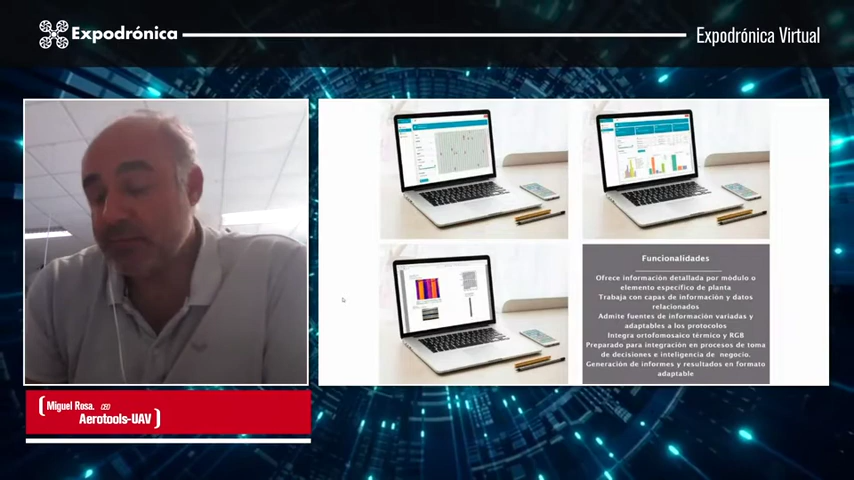 Expodrónica
Expodrónica Virtual
Funcionalidades
Ofrece información detallada por módulo o
elemento específico de planta
Trabaja con capas de información y datos
relacionados
Admite fuentes de información variadas y
adaptables a los protocolos
Integra ortofomosaico térmico y RGB
Preparado para integración en procesos de toma
de decisiones e inteligencia de negocio.
Generación de informes y resultados en formato
adaptable
Miguel Rosa. CEO
Aerotools-UAV